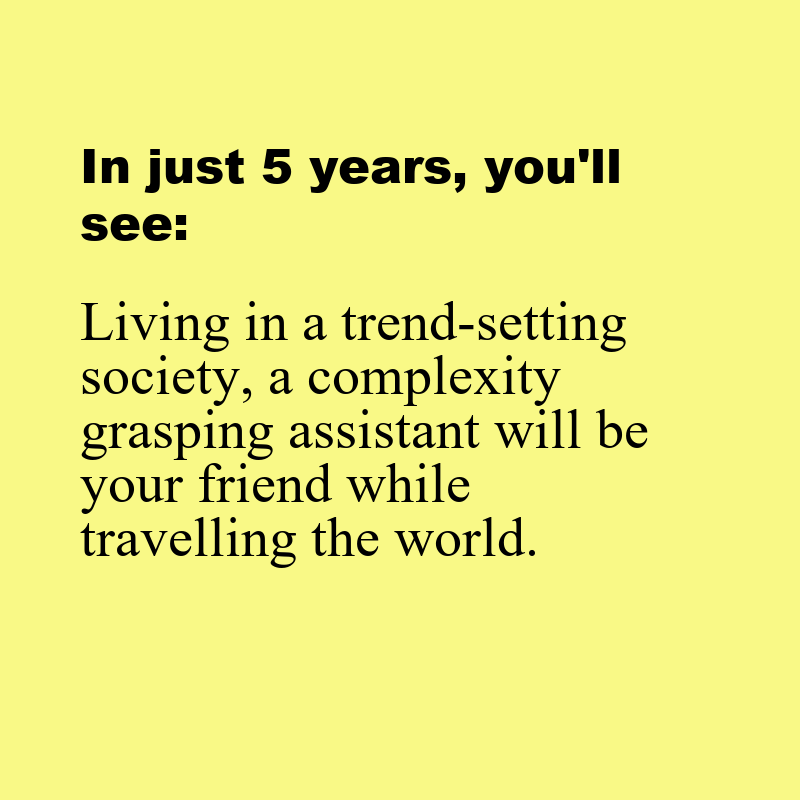 In just 5 years, you'll
see:
Living in a trend-setting
society, a complexity
grasping assistant will be
your friend while
travelling the world.